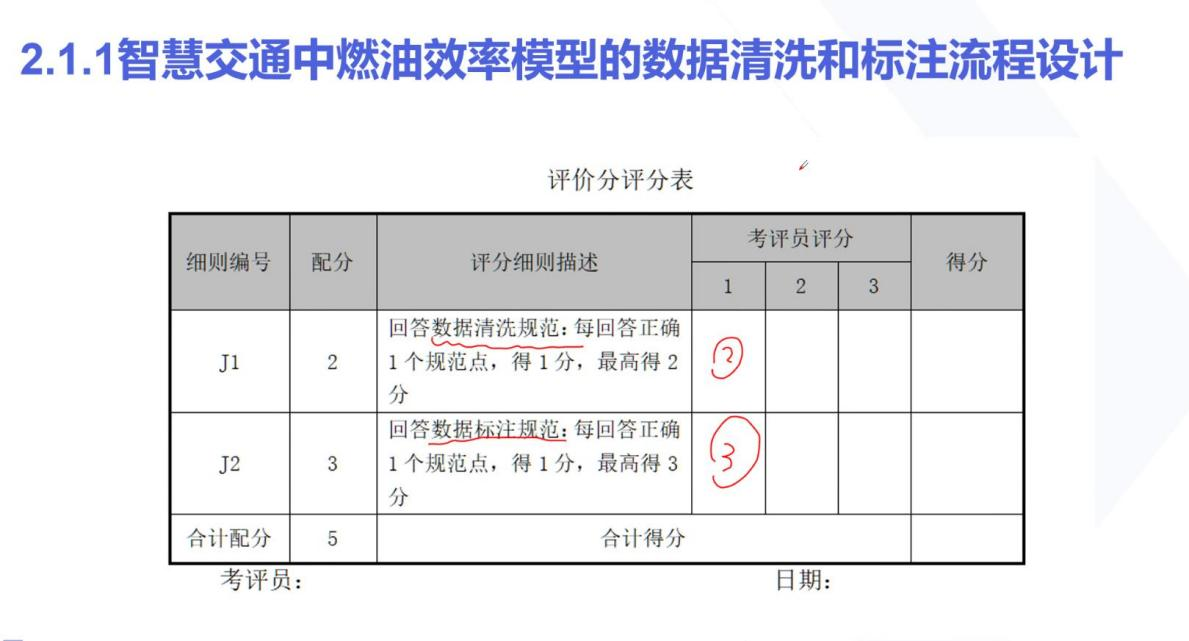 2.1.1智慧交通中燃油效率模型的数据清洗和标注流程设计
评价分评分表
细则编号 配分 评分细则描述 考评员评分 得分
1 2 3
J1 2 回答数据清洗规范：每回答正确
1个规范点，得1分，最高得2
分
②
J2 3 回答数据标注规范：每回答正确
1个规范点，得1分，最高得3
分
③
合计配分 5 合计得分
考评员： 日期：